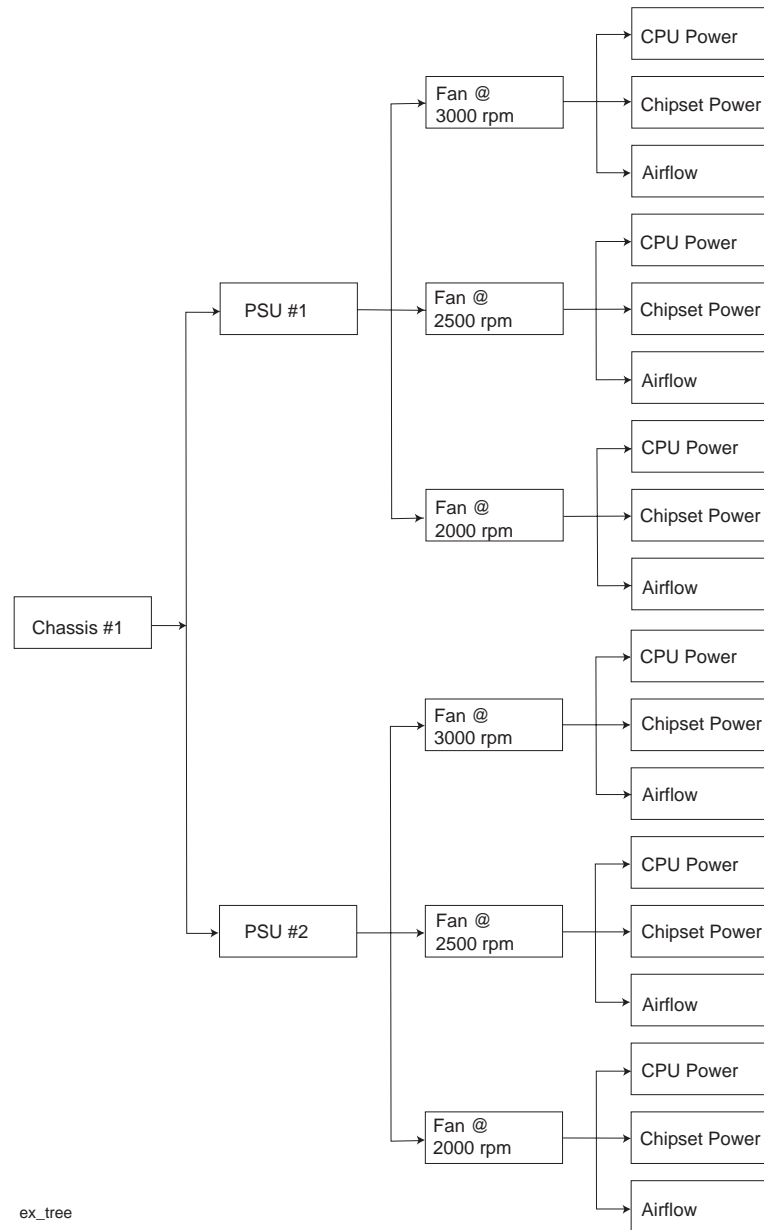 CPU Power
Fan @
3000 rpm
Chipset Power
Airflow
CPU Power
PSU #1
Fan @
2500 rpm
Chipset Power
Airflow
CPU Power
Fan @
2000 rpm
Chipset Power
Airflow
Chassis #1
CPU Power
Fan @
3000 rpm
Chipset Power
Airflow
CPU Power
PSU #2
Fan @
2500 rpm
Chipset Power
Airflow
CPU Power
Fan @
2000 rpm
Chipset Power
Airflow
ex_tree